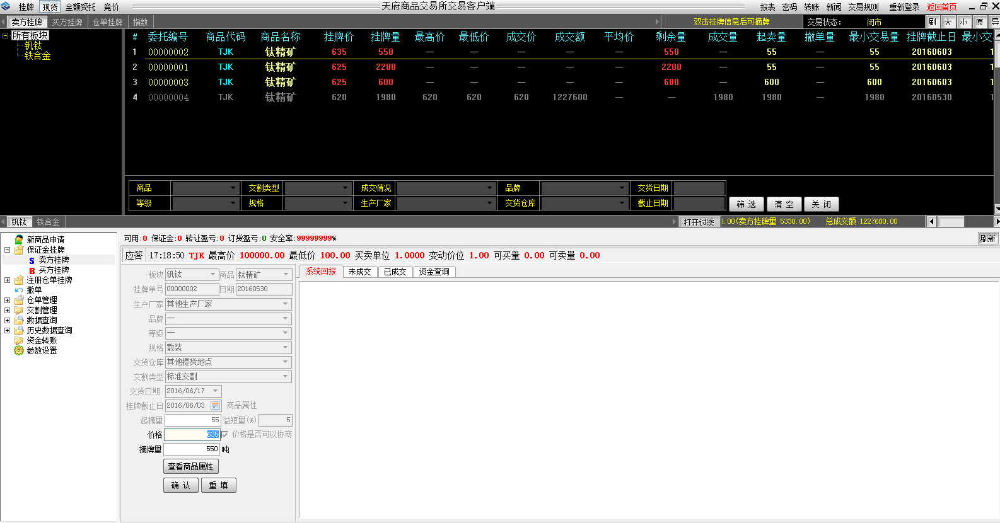 挂牌 现货 全额受托 竞价 天府商品交易所交易客户端 报表 密码 转账 新闻 交易规则 重新登录 返回首页
卖方挂牌 买方挂牌 仓单挂牌 指数 双击挂牌信息后可摘牌 交易状态: 闭市 刷 大 小 原 导
所有板块
钒钛
铁合金
# 委托编号 商品代码 商品名称 挂牌价 挂牌量 最高价 最低价 成交价 成交额 平均价 剩余量 成交量 起卖量 撤单量 最小交易量 挂牌截止日 最小交
1 00000002 TJK 钛精矿 635 550 — — — — — 550 — 55 — 55 20160603 1
2 00000001 TJK 钛精矿 625 2200 — — — — — 2200 — 55 — 55 20160603 1
3 00000003 TJK 钛精矿 625 600 — — — — — 600 — 600 — 600 20160603 1
4 00000004 TJK 钛精矿 620 1980 620 620 620 1227600 — — 1980 1980 — 1980 20160530 1
商品 交割类型 成交情况 品牌 交货日期
等级 规格 生产厂家 交货仓库 截止日期 筛 选 清 空 关 闭
钒钛 铁合金 打开过滤 ).00(卖方挂牌量 5330.00) 总成交额 1227600.00
新商品申请
保证金挂牌
S 卖方挂牌
B 买方挂牌
注册仓单挂牌
撤单
仓单管理
交割管理
数据查询
历史数据查询
资金转账
参数设置
可用:0 保证金:0 转让盈亏:0 订货盈亏:0 安全率:99999999% 刷新
应答 17:18:50 TJK 最高价 100000.00 最低价 100.00 买卖单位 1.0000 变动价位 1.00 可买量 0.00 可卖量 0.00
板块 钒钛 商品 钛精矿
挂牌单号 00000002 日期 20160530
生产厂家 其他生产厂家
品牌 —
等级 —
规格 散装
交货仓库 其他提货地点
交割类型 标准交割
交货日期 2016/06/17
挂牌截止日 2016/06/03 商品属性
起摘量 55 溢短量(%) 5
价格 635 价格是否可以协商
摘牌量 550 吨
查看商品属性
确 认 重 填
系统回报 未成交 已成交 资金查询